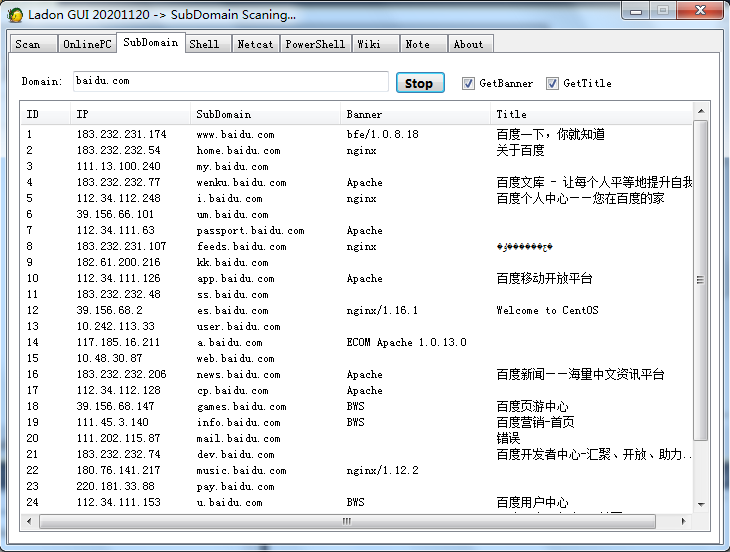 Ladon GUI 20201120 -> SubDomain Scaning...
Scan OnlinePC SubDomain Shell Netcat PowerShell Wiki Note About
Domain: baidu.com Stop GetBanner GetTitle
ID IP SubDomain Banner Title
1 183.232.231.174 www.baidu.com bfe/1.0.8.18 百度一下，你就知道
2 183.232.232.54 home.baidu.com nginx 关于百度
3 111.13.100.240 my.baidu.com
4 183.232.232.77 wenku.baidu.com Apache 百度文库 - 让每个人平等地提升自我
5 112.34.112.248 i.baidu.com nginx 百度个人中心——您在百度的家
6 39.156.66.101 um.baidu.com
7 112.34.111.63 passport.baidu.com Apache
8 183.232.231.107 feeds.baidu.com nginx
9 182.61.200.216 kk.baidu.com
10 112.34.111.126 app.baidu.com Apache 百度移动开放平台
11 183.232.232.48 ss.baidu.com
12 39.156.68.2 es.baidu.com nginx/1.16.1 Welcome to CentOS
13 10.242.113.33 user.baidu.com
14 117.185.16.211 a.baidu.com ECOM Apache 1.0.13.0
15 10.48.30.87 web.baidu.com
16 183.232.232.206 news.baidu.com Apache 百度新闻——海量中文资讯平台
17 112.34.112.128 cp.baidu.com Apache
18 39.156.68.147 games.baidu.com BWS 百度页游中心
19 111.45.3.140 info.baidu.com BWS 百度营销-首页
20 111.202.115.87 mail.baidu.com 错误
21 183.232.232.74 dev.baidu.com 百度开发者中心-汇聚、开放、助力...
22 180.76.141.217 music.baidu.com nginx/1.12.2
23 220.181.33.88 pay.baidu.com
24 112.34.111.153 u.baidu.com BWS 百度用户中心